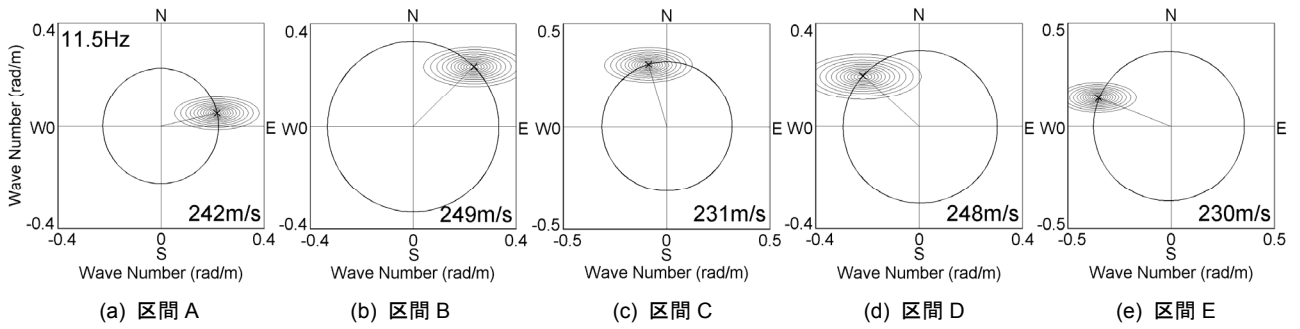 N
0.4
11.5Hz
W0
E
242m/s
-0.4
-0.4
0
0.4
S
Wave Number (rad/m)
Wave Number (rad/m)
(a) 区間 A
N
0.4
W0
E
249m/s
-0.4
-0.4
0
0.4
S
Wave Number (rad/m)
(b) 区間 B
N
0.5
W0
E
231m/s
-0.5
-0.5
0
0.5
S
Wave Number (rad/m)
(c) 区間 C
N
0.4
W0
E
248m/s
-0.4
-0.4
0
0.4
S
Wave Number (rad/m)
(d) 区間 D
N
0.5
W0
E
230m/s
-0.5
-0.5
0
0.5
S
Wave Number (rad/m)
(e) 区間 E